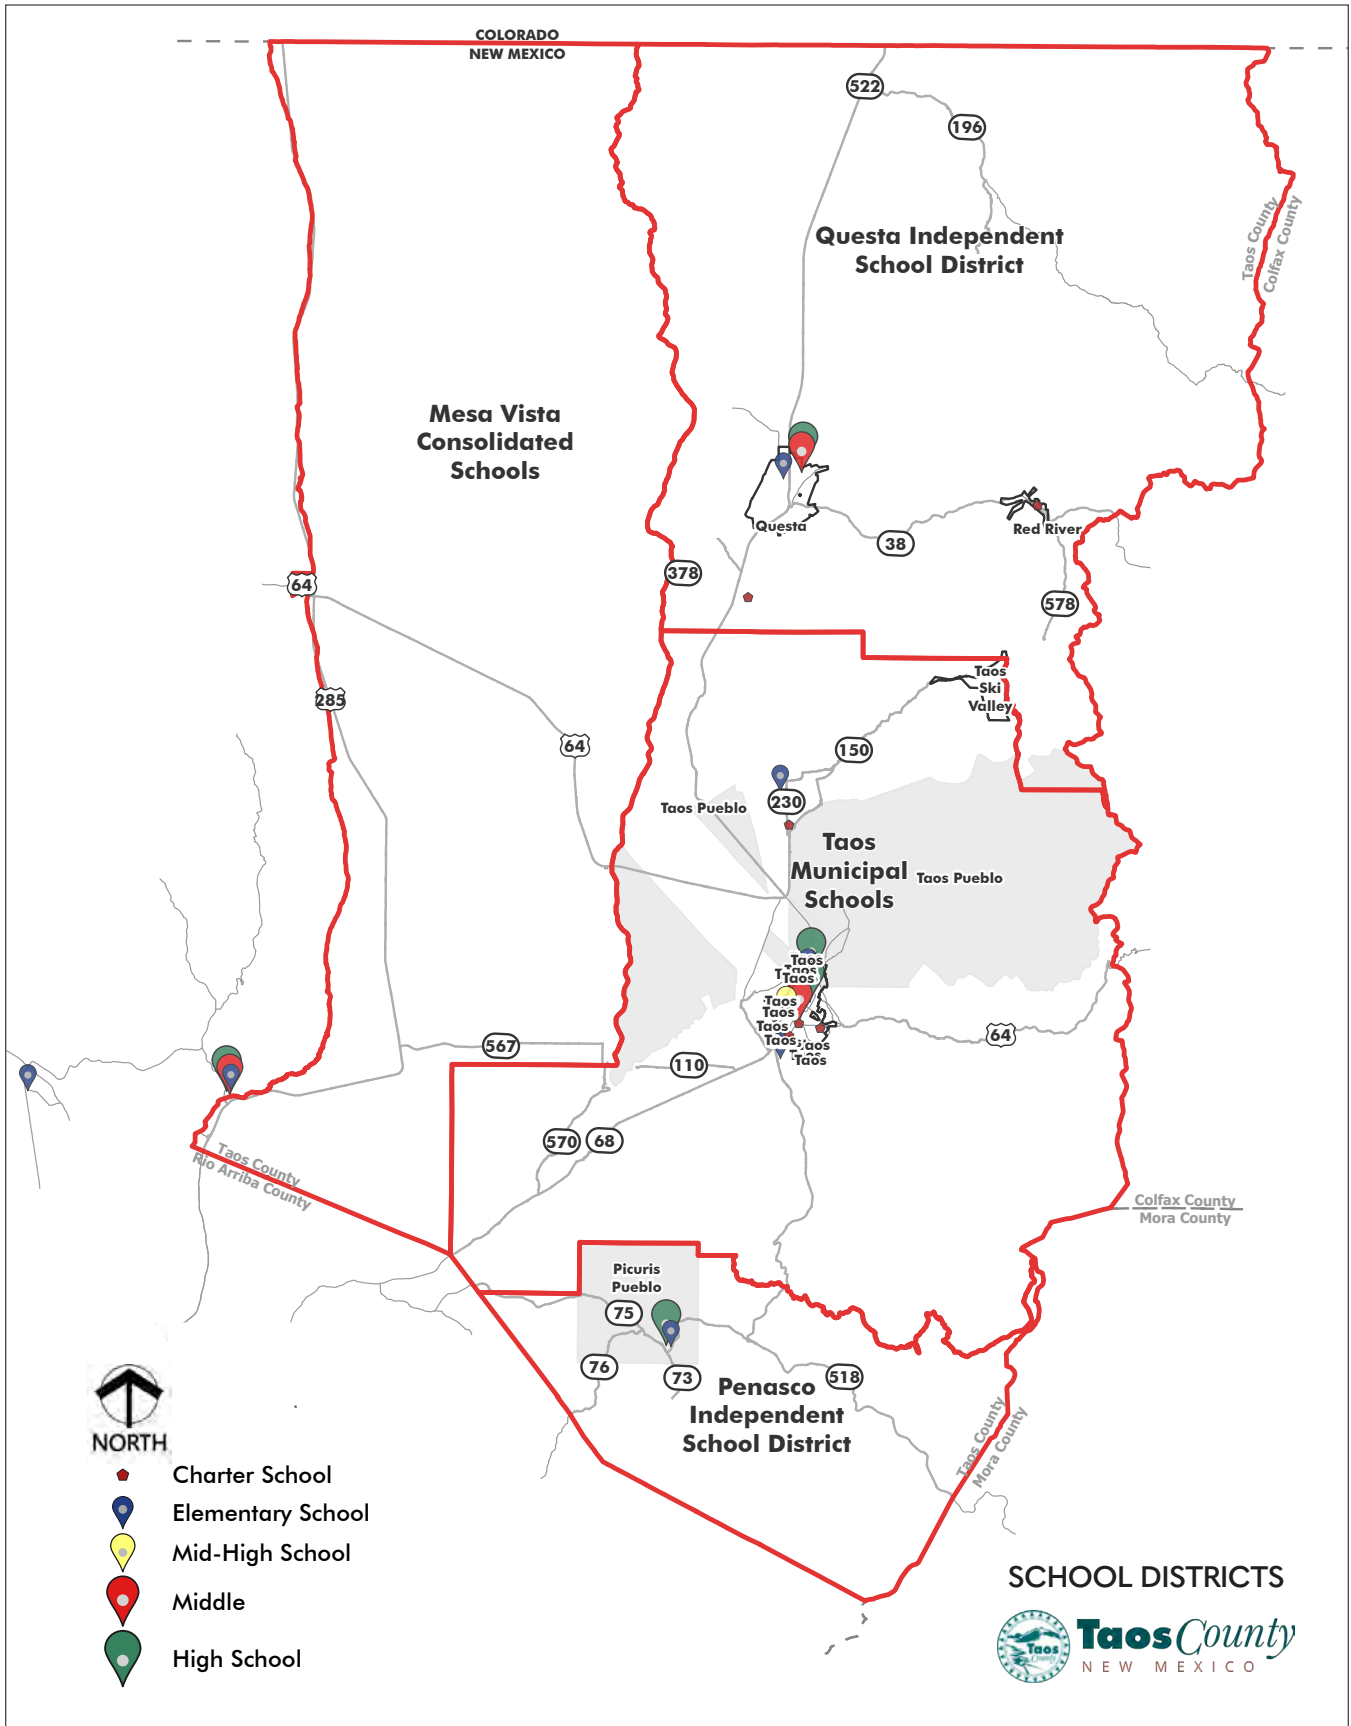 COLORADO
NEW MEXICO
522
196
Taos County
Colfax County
Questa Independent
School District
Mesa Vista
Consolidated
Schools
Questa
Red River
38
64
378
578
285
Taos
Ski
Valley
64
150
230
Taos Pueblo
Taos
Municipal
Schools
Taos Pueblo
Taos
Taos
Taos
Taos
Taos
Taos
Taos
Taos
Taos
64
567
110
570
68
Taos County
Rio Arriba County
Colfax County
Mora County
Picuris
Pueblo
75
76
73
518
Penasco
Independent
School District
Taos County
Mora County
NORTH
Charter School
Elementary School
Mid-High School
Middle
High School
SCHOOL DISTRICTS
Taos
County
Taos County
NEW MEXICO